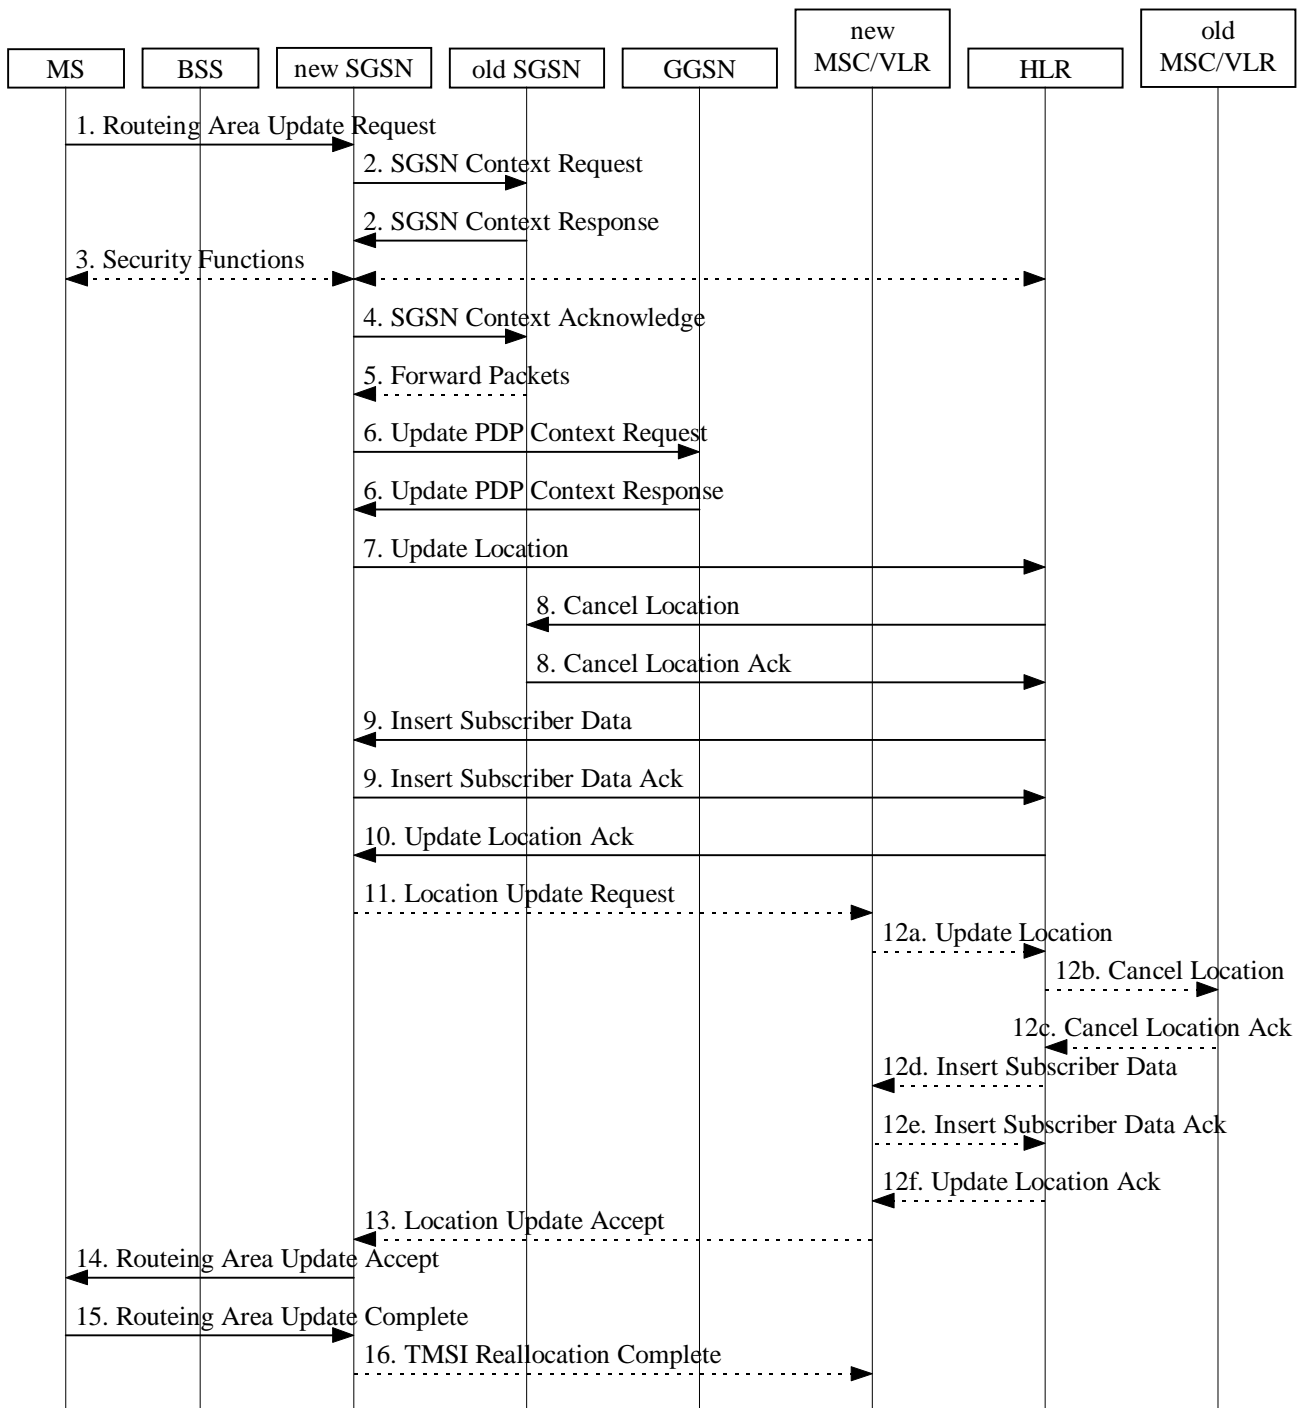 MS
BSS
new SGSN
old SGSN
GGSN
new
MSC/VLR
HLR
old
MSC/VLR
1. Routeing Area Update Request
2. SGSN Context Request
2. SGSN Context Response
3. Security Functions
4. SGSN Context Acknowledge
5. Forward Packets
6. Update PDP Context Request
6. Update PDP Context Response
7. Update Location
8. Cancel Location
8. Cancel Location Ack
9. Insert Subscriber Data
9. Insert Subscriber Data Ack
10. Update Location Ack
11. Location Update Request
12a. Update Location
12b. Cancel Location
12c. Cancel Location Ack
12d. Insert Subscriber Data
12e. Insert Subscriber Data Ack
12f. Update Location Ack
13. Location Update Accept
14. Routeing Area Update Accept
15. Routeing Area Update Complete
16. TMSI Reallocation Complete